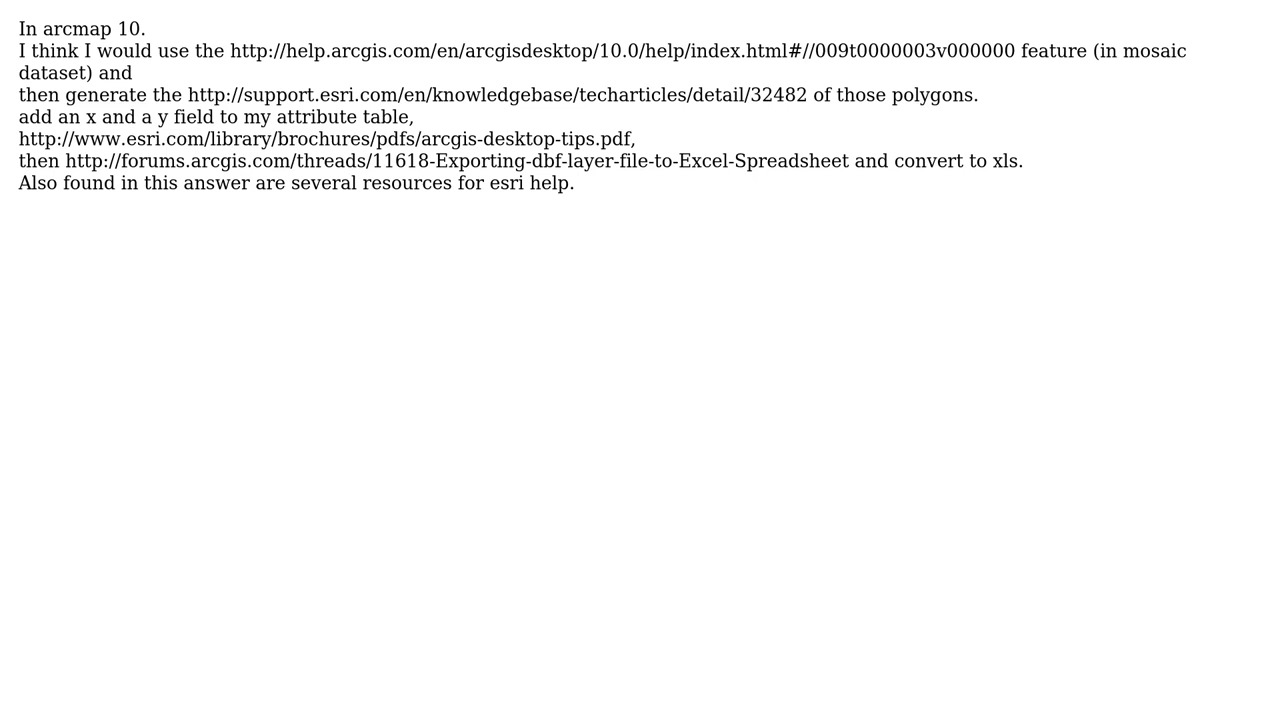 In arcmap 10.
I think I would use the http://help.arcgis.com/en/arcgisdesktop/10.0/help/index.html#//009t0000003v000000 feature (in mosaic
dataset) and
then generate the http://support.esri.com/en/knowledgebase/techarticles/detail/32482 of those polygons.
add an x and a y field to my attribute table,
http://www.esri.com/library/brochures/pdfs/arcgis-desktop-tips.pdf,
then http://forums.arcgis.com/threads/11618-Exporting-dbf-layer-file-to-Excel-Spreadsheet and convert to xls.
Also found in this answer are several resources for esri help.